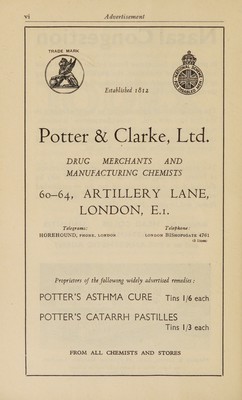 vi Advertisement
TRADE MARK
Established 1812
Potter & Clarke, Ltd.
DRUG MERCHANTS AND
MANUFACTURING CHEMISTS
60–64, ARTILLERY LANE,
LONDON, E.1.
Telegrams: Telephone:
HOREHOUND, PHONE, LONDON LONDON BISHOPSGATE 4761
Proprietors of the following widely advertised remedies:
POTTER'S ASTHMA CURE Tins 1/6 each
POTTER'S CATARRH PASTILLES
Tins 1/3 each
FROM ALL CHEMISTS AND STORES